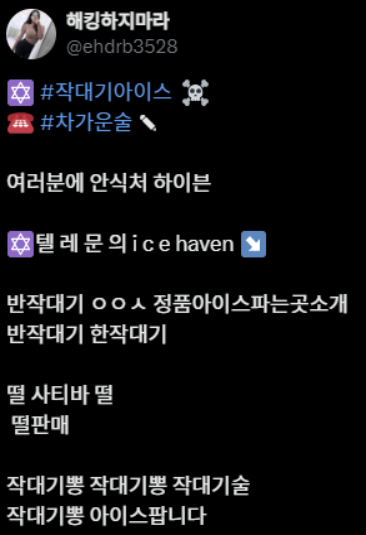 해킹하지마라
@ehdrb3528
✡️ #작대기아이스 ☠️
☎️ #차가운술 ✏️
여러분에 안식처 하이븐
✡️텔 레 문 의 i c e haven ↘️
반작대기 ㅇㅇㅅ 정품아이스파는곳소개
반작대기 한작대기
떨 사티바 떨
떨판매
작대기뽕 작대기뽕 작대기술
작대기뽕 아이스팝니다